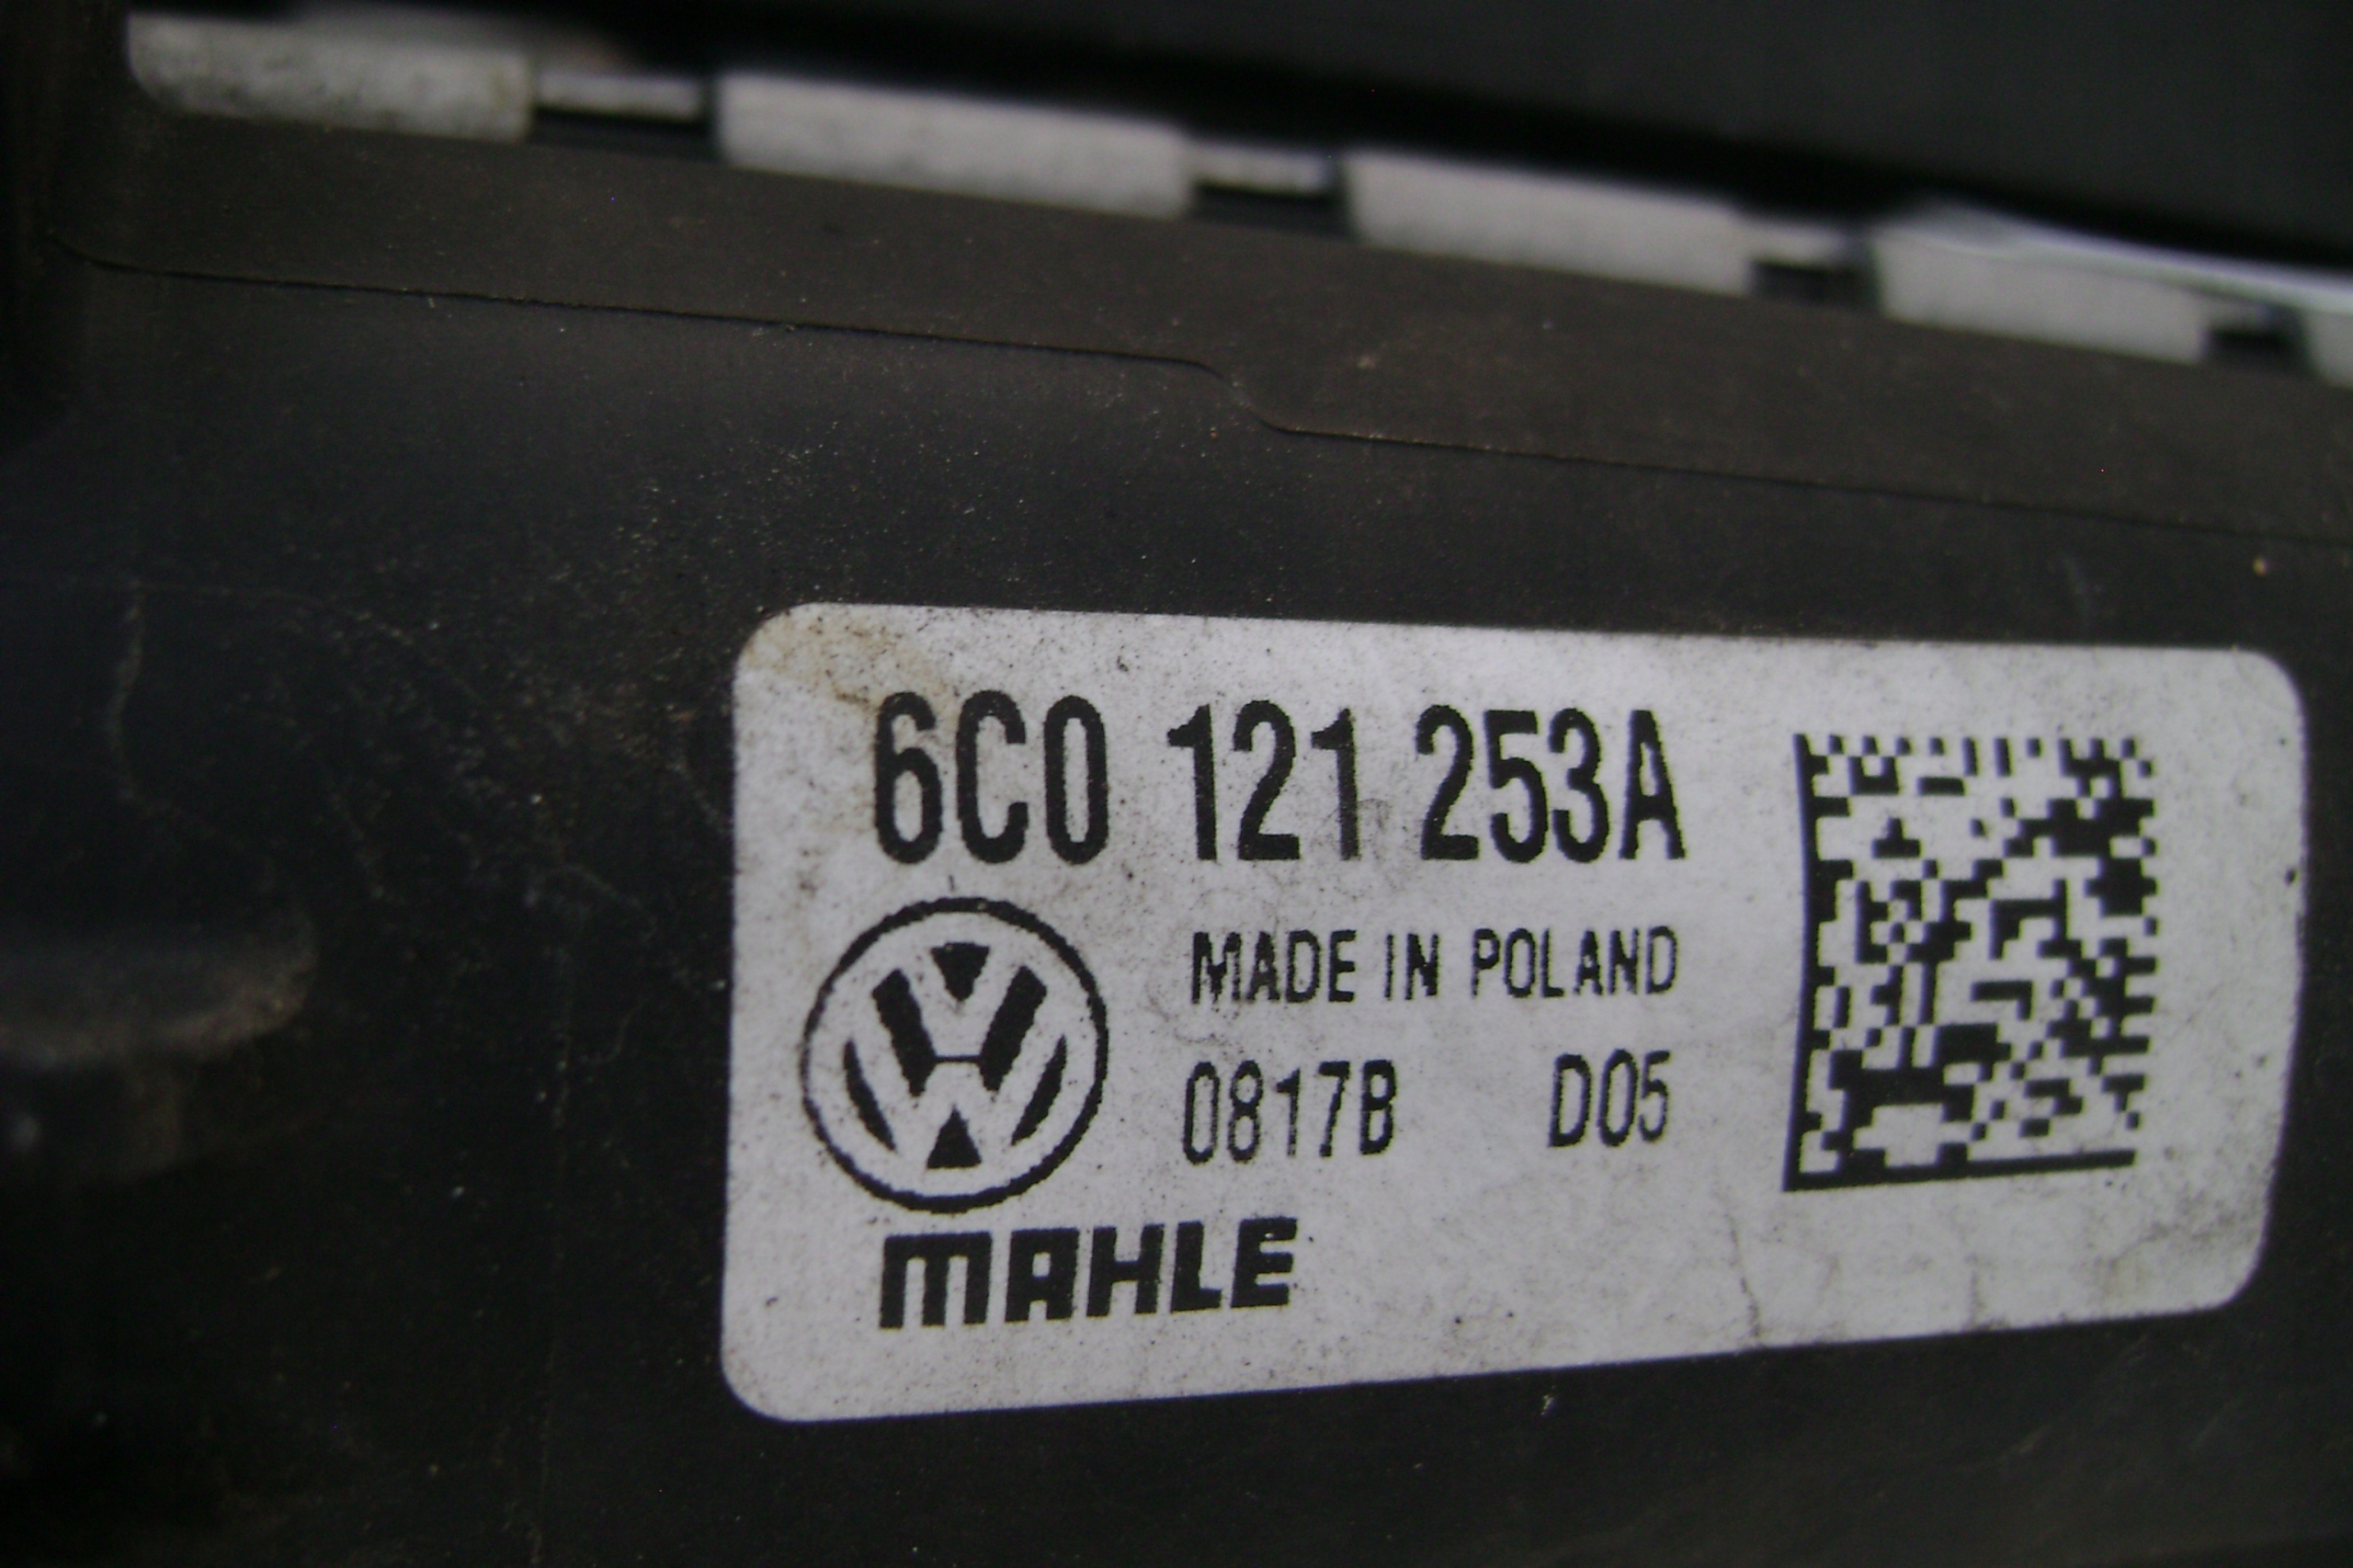 6C0 121 253A
MADE IN POLAND
0817B D05
MAHLE